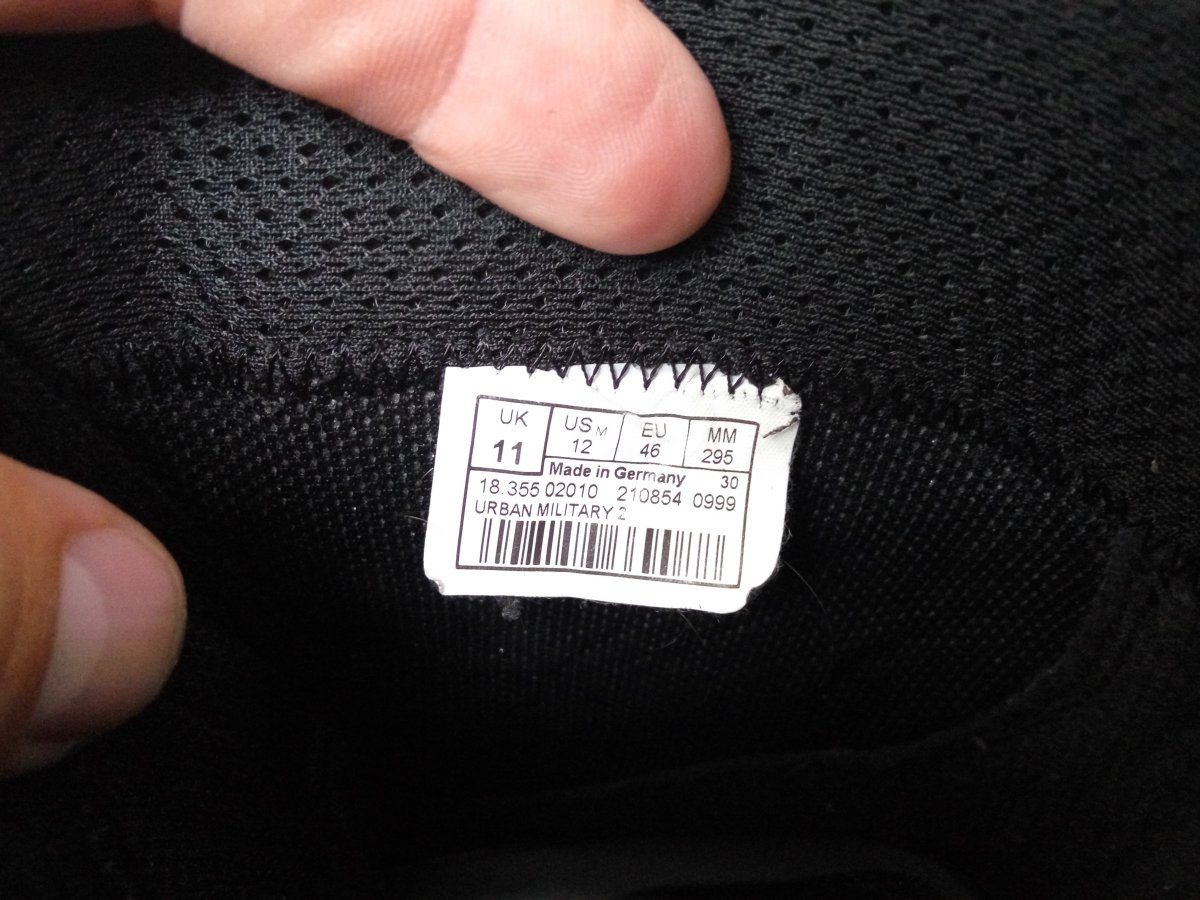 UK US M EU MM
11 12 46 295
Made in Germany 30
18.355 02010 210854 0999
URBAN MILITARY 2